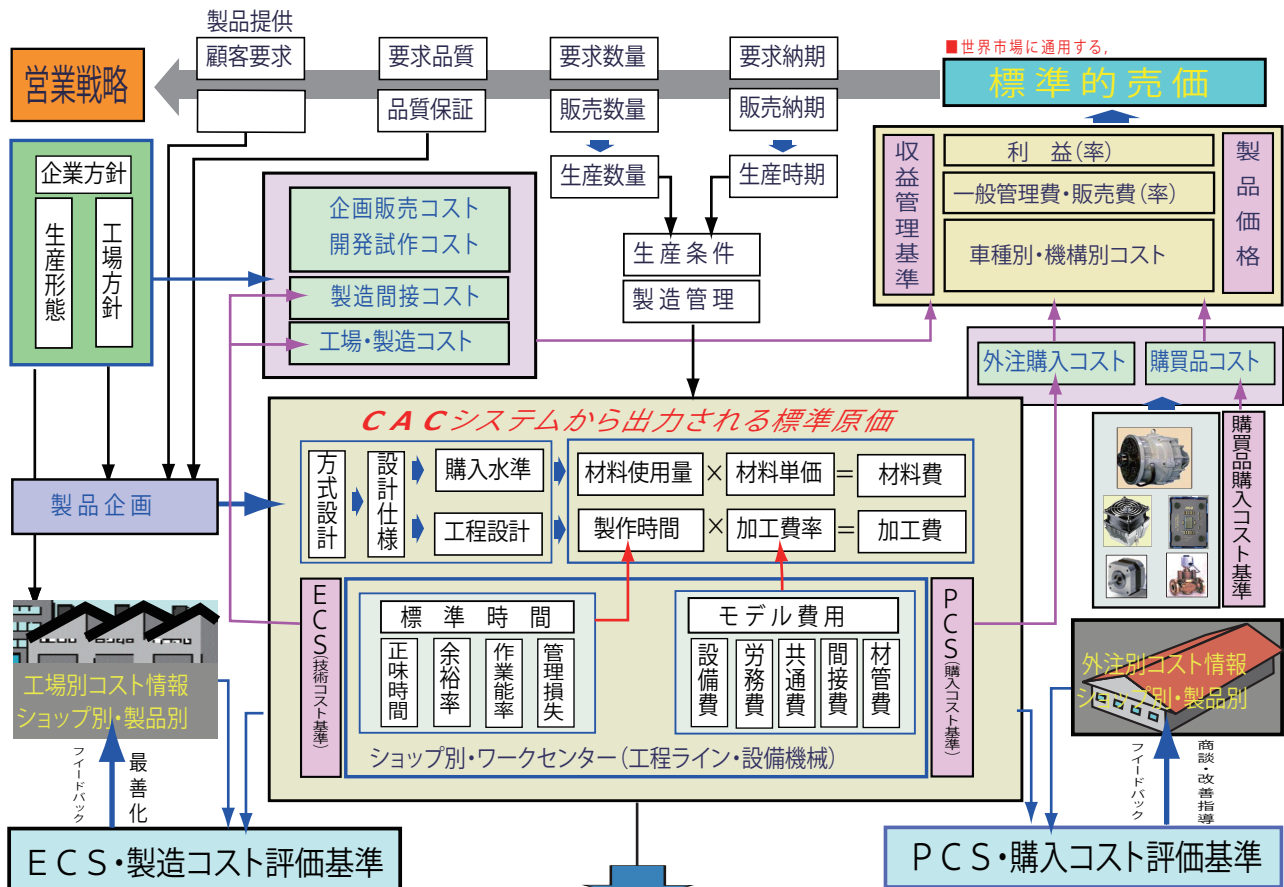 製品提供
■世界市場に通用する,
営業戦略
顧客要求
要求品質
要求数量
要求納期
標準的売価
品質保証
販売数量
販売納期
企業方針
生産形態
工場方針
生産数量
生産時期
企画販売コスト
開発試作コスト
製造間接コスト
工場・製造コスト
生産条件
製造管理
収益管理基準
利 益(率)
一般管理費・販売費(率)
車種別・機構別コスト
製品価格
外注購入コスト
購買品コスト
購買品購入コスト基準
CACシステムから出力される標準原価
製品企画
方式設計
設計仕様
購入水準
工程設計
材料使用量×材料単価=材料費
製作時間×加工費率=加工費
ECS(技術コスト基準)
標準時間
正味時間
余裕率
作業能率
管理損失
モデル費用
設備費
労務費
共通費
間接費
材管費
PCS(購入コスト基準)
ショップ別・ワークセンター(工程ライン・設備機械)
工場別コスト情報
ショップ別・製品別
外注別コスト情報
ショップ別・製品別
フイードバック
最善化
フイードバック
商談・改善指導
ECS・製造コスト評価基準
PCS・購入コスト評価基準